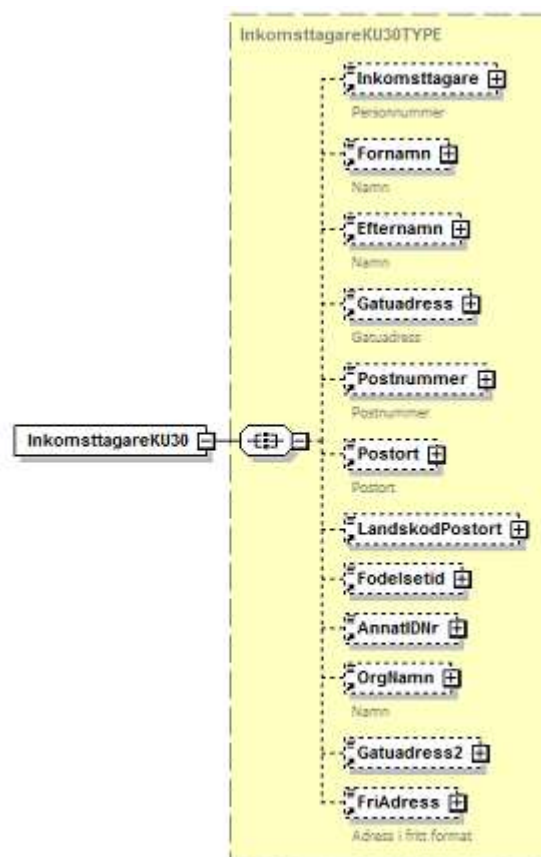 InkomsttagareKU30TYPE
Inkomsttagare
Personnummer
Fornamn
Namn
Efternamn
Namn
Gatuadress
Gatuadress
Postnummer
Postnummer
InkomsttagareKU30
Postort
Postort
LandskodPostort
Fodelsetid
AnnatIDNr
OrgNamn
Namn
Gatuadress2
FriAdress
Adress i fritt format